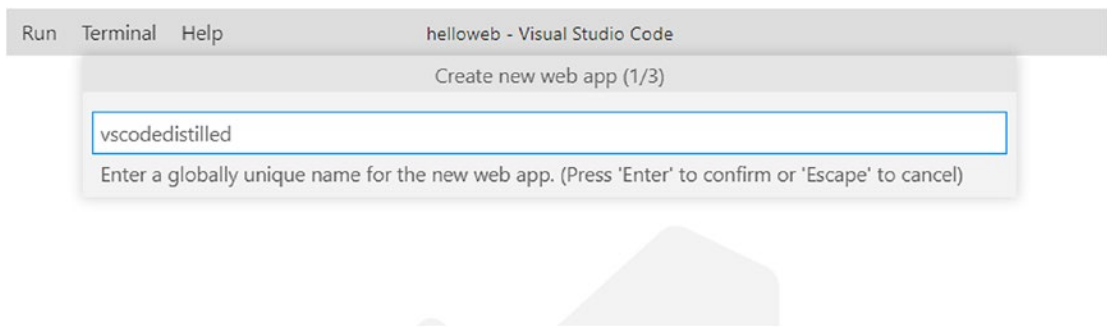 Run Terminal Help helloweb - Visual Studio Code
Create new web app (1/3)
vscodedistilled
Enter a globally unique name for the new web app. (Press 'Enter' to confirm or 'Escape' to cancel)